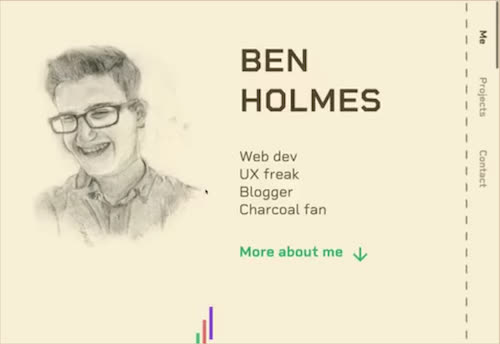 BEN
HOLMES
Web dev
UX freak
Blogger
Charcoal fan
More about me
Me
Projects
Contact